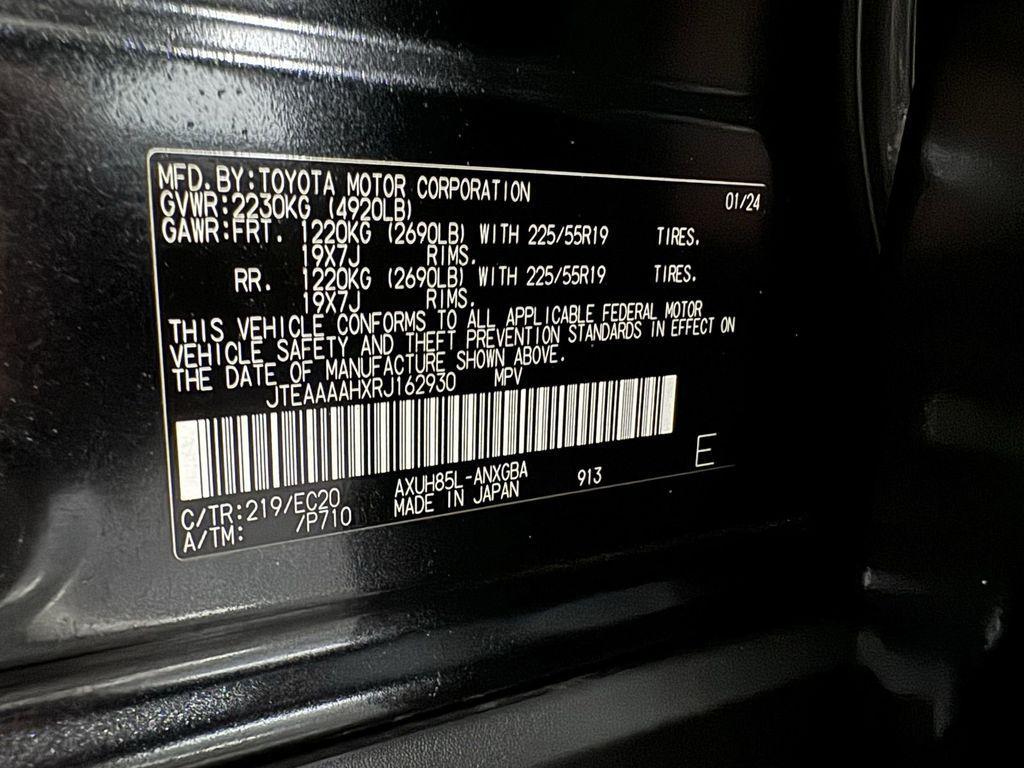 MFD. BY: TOYOTA MOTOR CORPORATION 01/24
GVWR: 2230KG (4920LB)
GAWR: FRT. 1220KG (2690LB) WITH 225/55R19 TIRES.
19X7J RIMS.
RR. 1220KG (2690LB) WITH 225/55R19 TIRES.
19X7J RIMS.
THIS VEHICLE CONFORMS TO ALL APPLICABLE FEDERAL MOTOR
VEHICLE SAFETY AND THEFT PREVENTION STANDARDS IN EFFECT ON
THE DATE OF MANUFACTURE SHOWN ABOVE.
JTEAAAAHXRJ162930 MPV
E
C/TR: 219/EC20 AXUH85L-ANXGBA 913
A/TM: /P710 MADE IN JAPAN